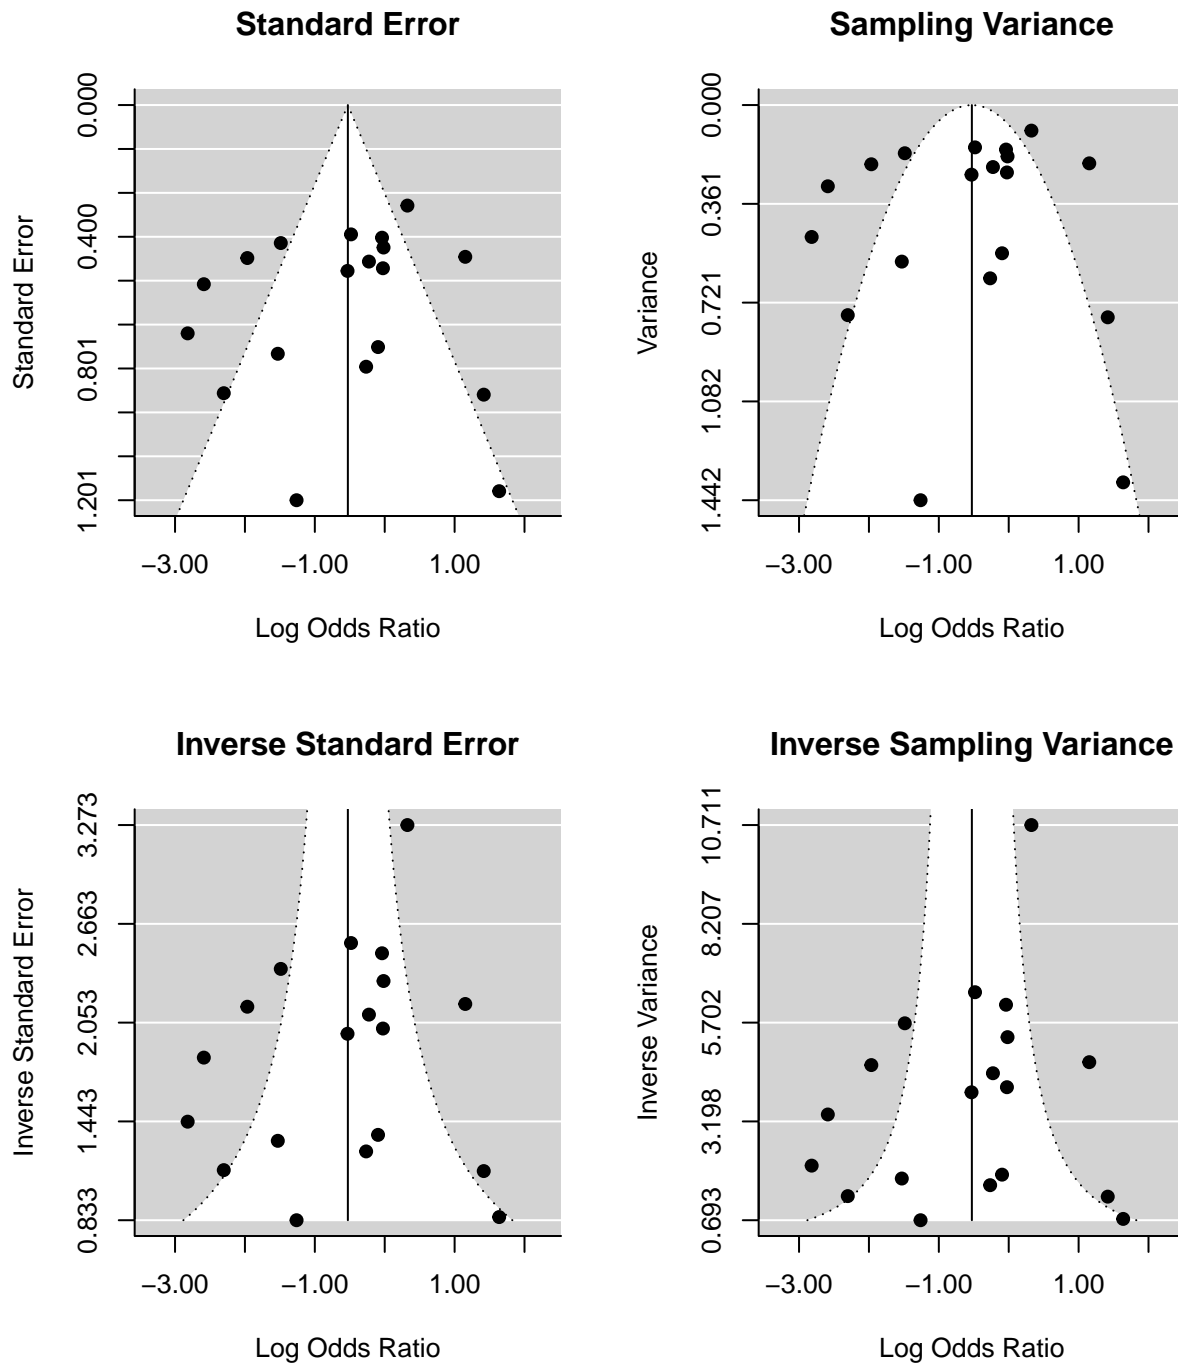 Standard Error
Standard Error
0.000
0.400
0.801
1.201
−3.00 −1.00 1.00
Log Odds Ratio
Sampling Variance
Variance
0.000
0.361
0.721
1.082
1.442
−3.00 −1.00 1.00
Log Odds Ratio
Inverse Standard Error
Inverse Standard Error
3.273
2.663
2.053
1.443
0.833
−3.00 −1.00 1.00
Log Odds Ratio
Inverse Sampling Variance
Inverse Variance
10.711
8.207
5.702
3.198
0.693
−3.00 −1.00 1.00
Log Odds Ratio